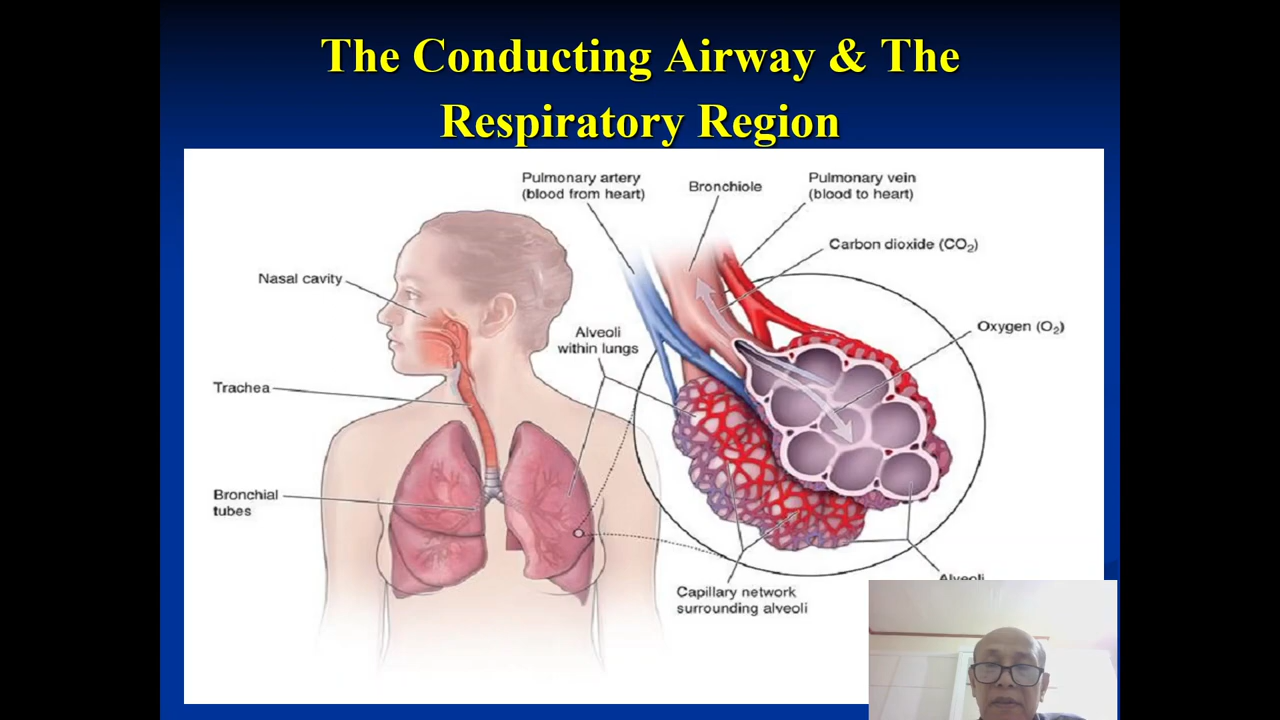 The Conducting Airway & The
Respiratory Region
Pulmonary artery
(blood from heart)
Bronchiole
Pulmonary vein
(blood to heart)
Carbon dioxide (CO₂)
Nasal cavity
Oxygen (O₂)
Alveoli
within lungs
Trachea
Bronchial
tubes
Alveoli
Capillary network
surrounding alveoli